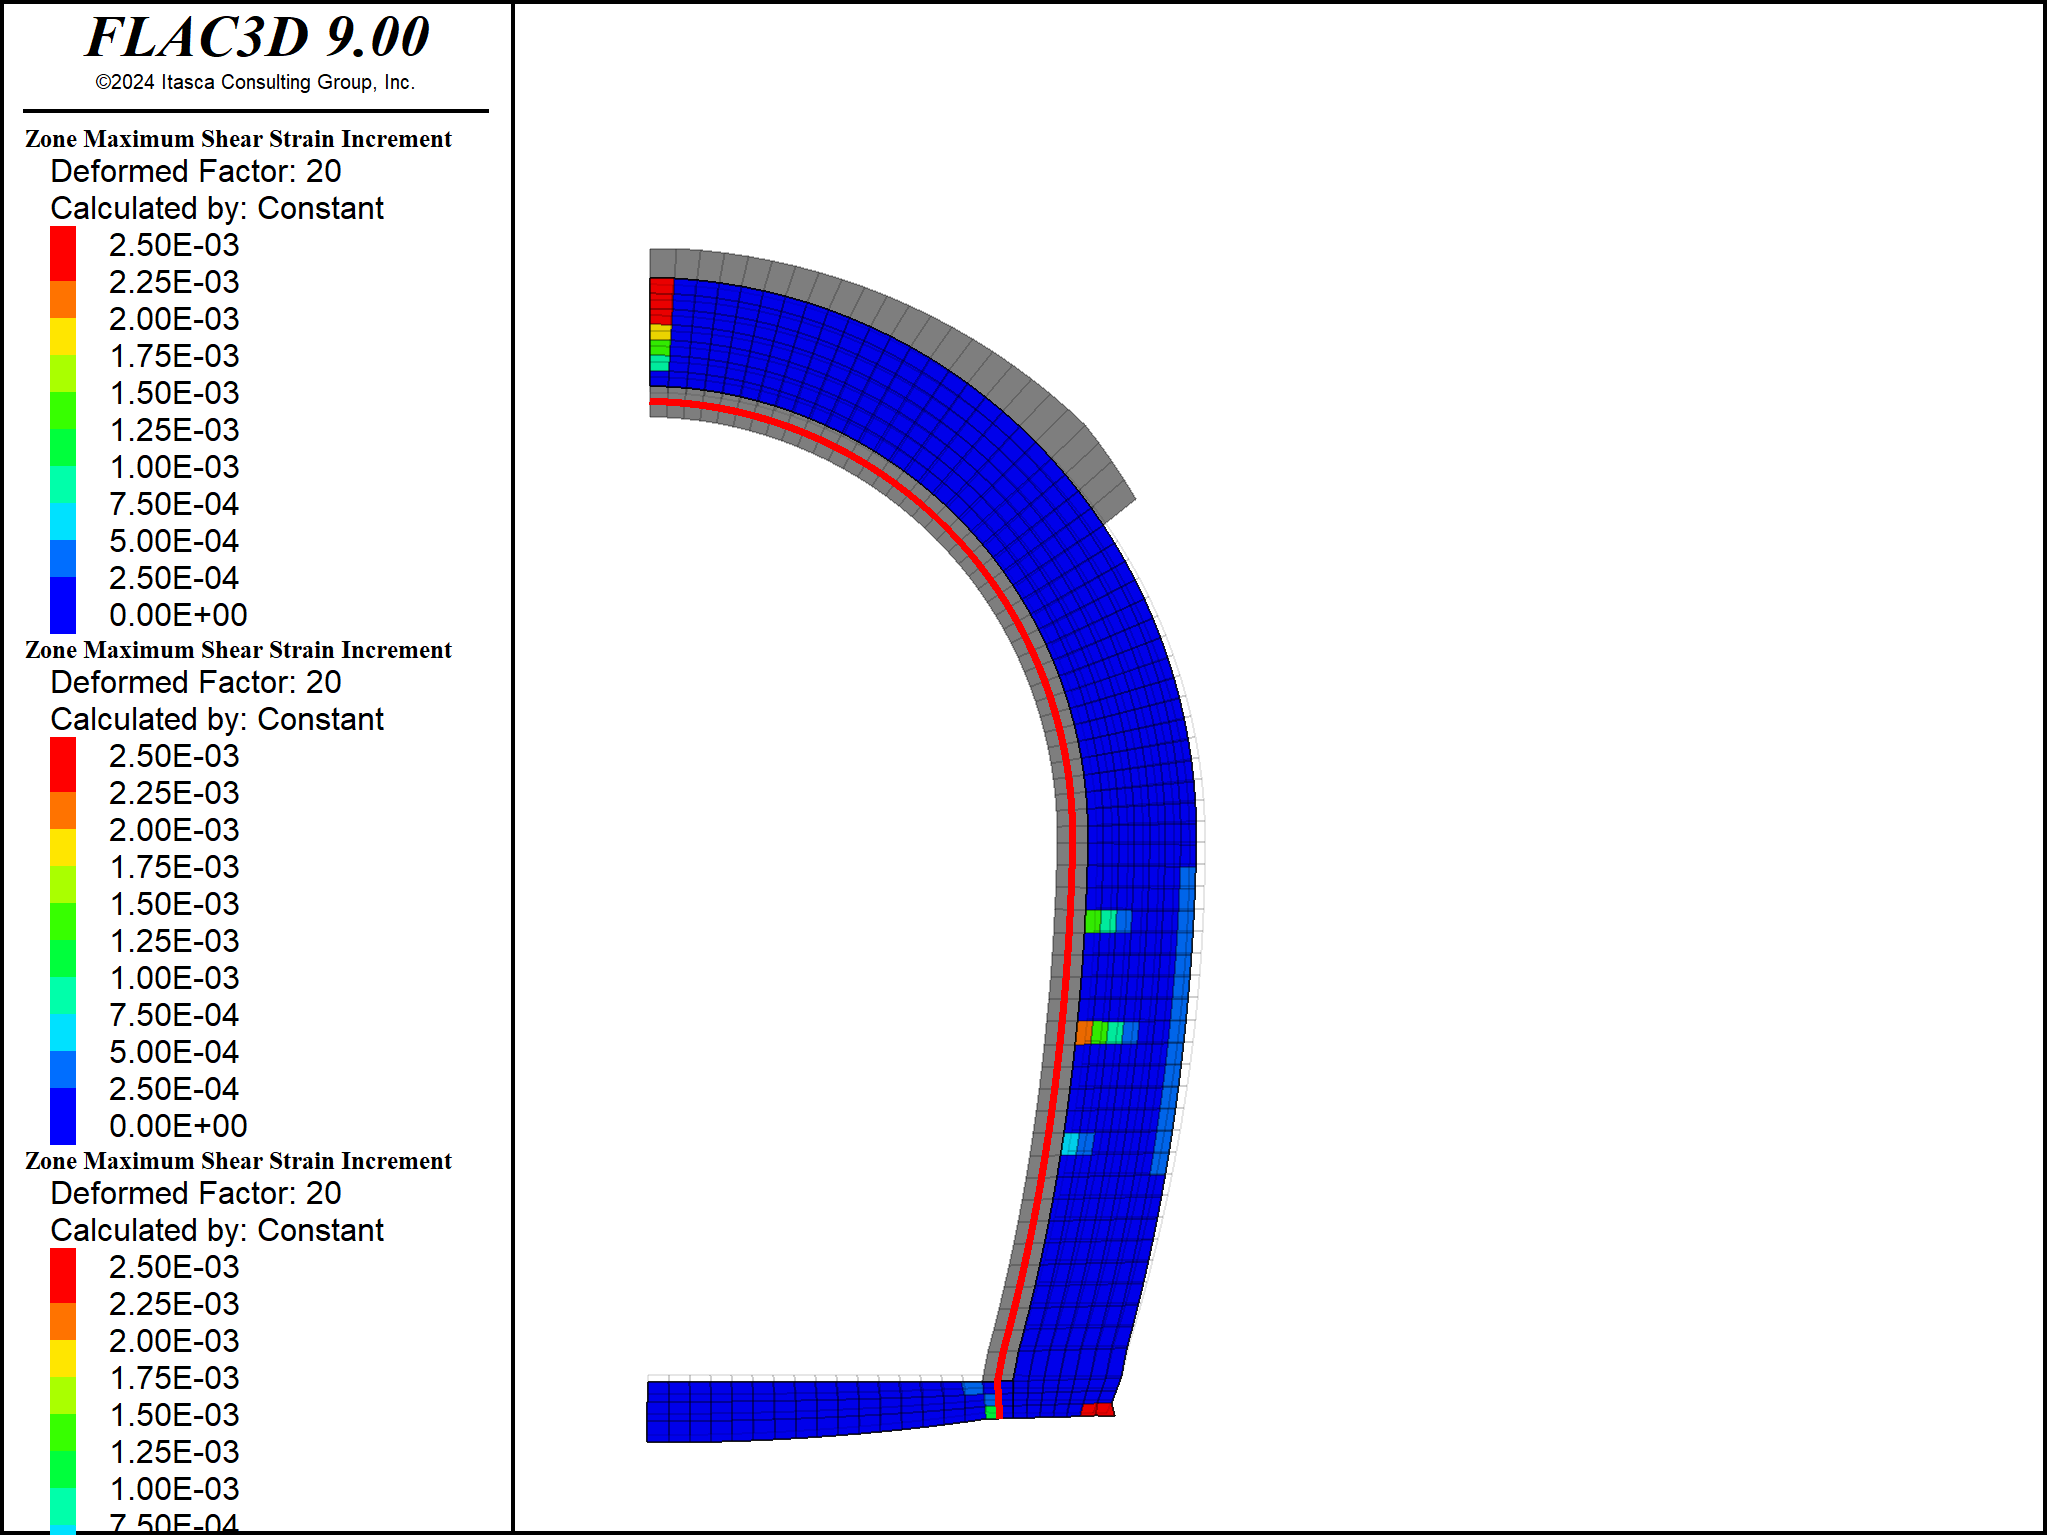 FLAC3D 9.00
©2024 Itasca Consulting Group, Inc.
Zone Maximum Shear Strain Increment
Deformed Factor: 20
Calculated by: Constant
2.50E-03
2.25E-03
2.00E-03
1.75E-03
1.50E-03
1.25E-03
1.00E-03
7.50E-04
5.00E-04
2.50E-04
0.00E+00
Zone Maximum Shear Strain Increment
Deformed Factor: 20
Calculated by: Constant
2.50E-03
2.25E-03
2.00E-03
1.75E-03
1.50E-03
1.25E-03
1.00E-03
7.50E-04
5.00E-04
2.50E-04
0.00E+00
Zone Maximum Shear Strain Increment
Deformed Factor: 20
Calculated by: Constant
2.50E-03
2.25E-03
2.00E-03
1.75E-03
1.50E-03
1.25E-03
1.00E-03
7.50E-04